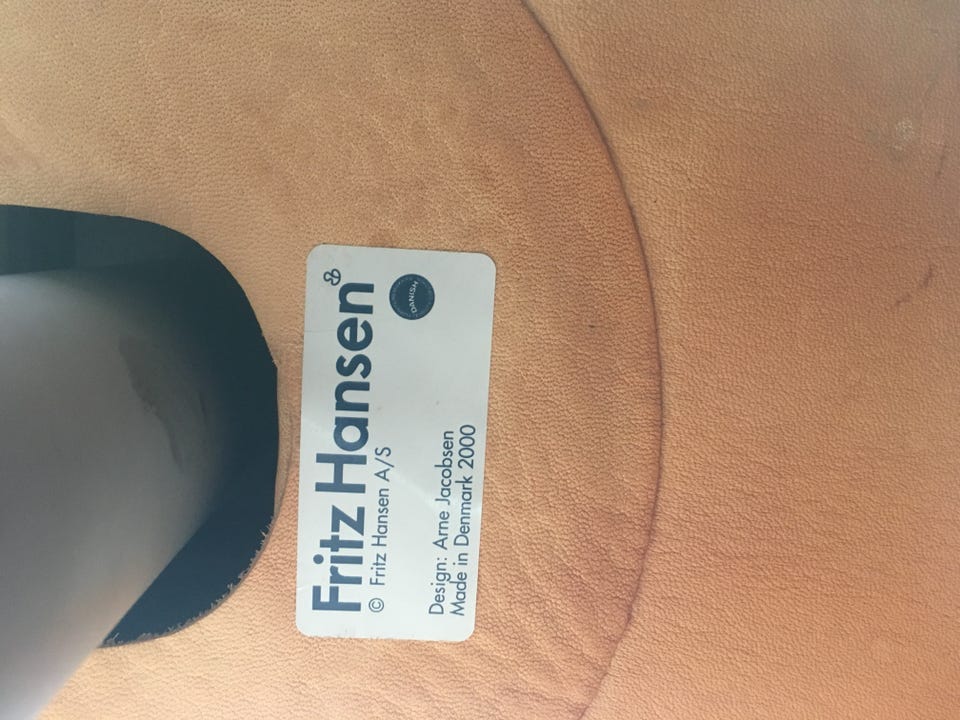 Fritz Hansen
© Fritz Hansen A/S
DANISH
Design: Arne Jacobsen
Made in Denmark 2000